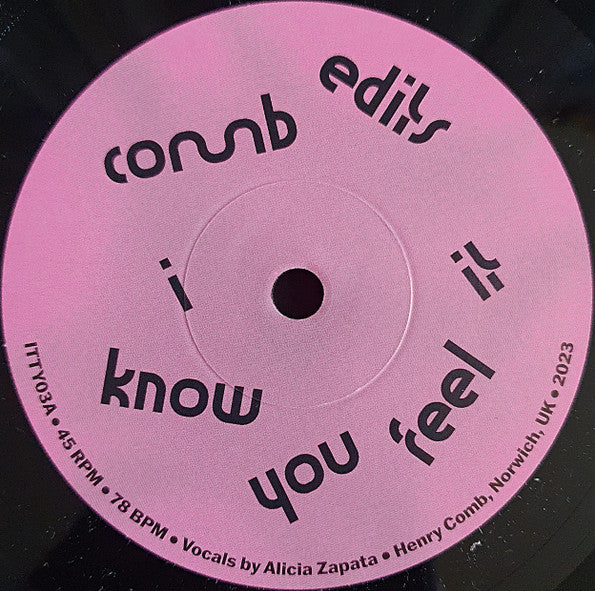 comb edits
i know you feel it
ITTY03A • 45 RPM • 78 BPM • Vocals by Alicia Zapata • Henry Comb, Norwich, UK • 2023